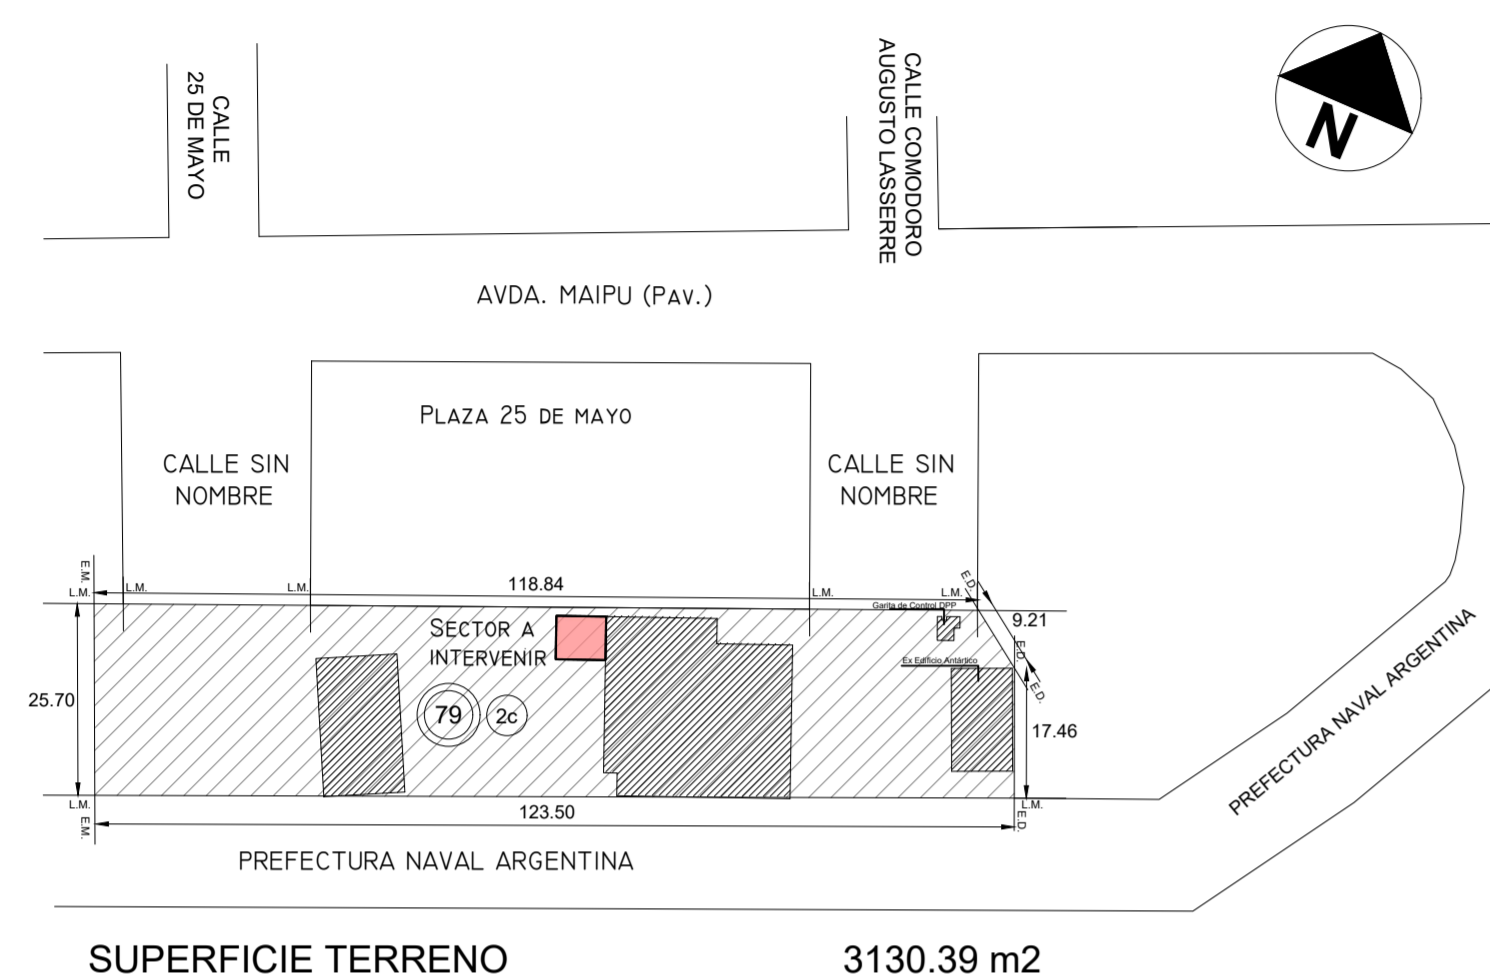 CALLE
25 DE MAYO
CALLE COMODORO
AUGUSTO LASSERRE
N
AVDA. MAIPU (PAV.)
PLAZA 25 DE MAYO
CALLE SIN
NOMBRE
CALLE SIN
NOMBRE
E.M.
L.M.
L.M.
L.M.
118.84
L.M.
L.M.
E.D.
Garita de Control DPP
9.21
SECTOR A
INTERVENIR
E.D.
Ex Edificio Antártico
E.D.
25.70
79
2c
17.46
PREFECTURA NAVAL ARGENTINA
L.M.
E.M.
123.50
L.M.
E.D.
PREFECTURA NAVAL ARGENTINA
SUPERFICIE TERRENO 3130.39 m2